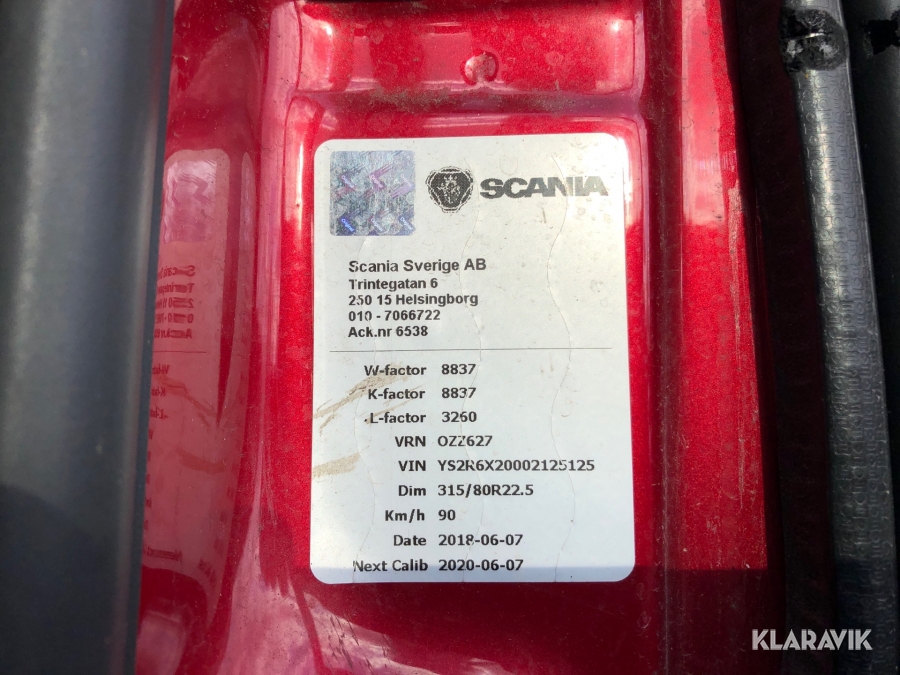 SCANIA
Scania Sverige AB
Trintegatan 6
250 15 Helsingborg
010 - 7066722
Ack.nr 6538
W-factor 8837
K-factor 8837
L-factor 3260
VRN OZZ627
VIN YS2R6X20002125125
Dim 315/80R22.5
Km/h 90
Date 2018-06-07
Next Calib 2020-06-07
KLARAVIK